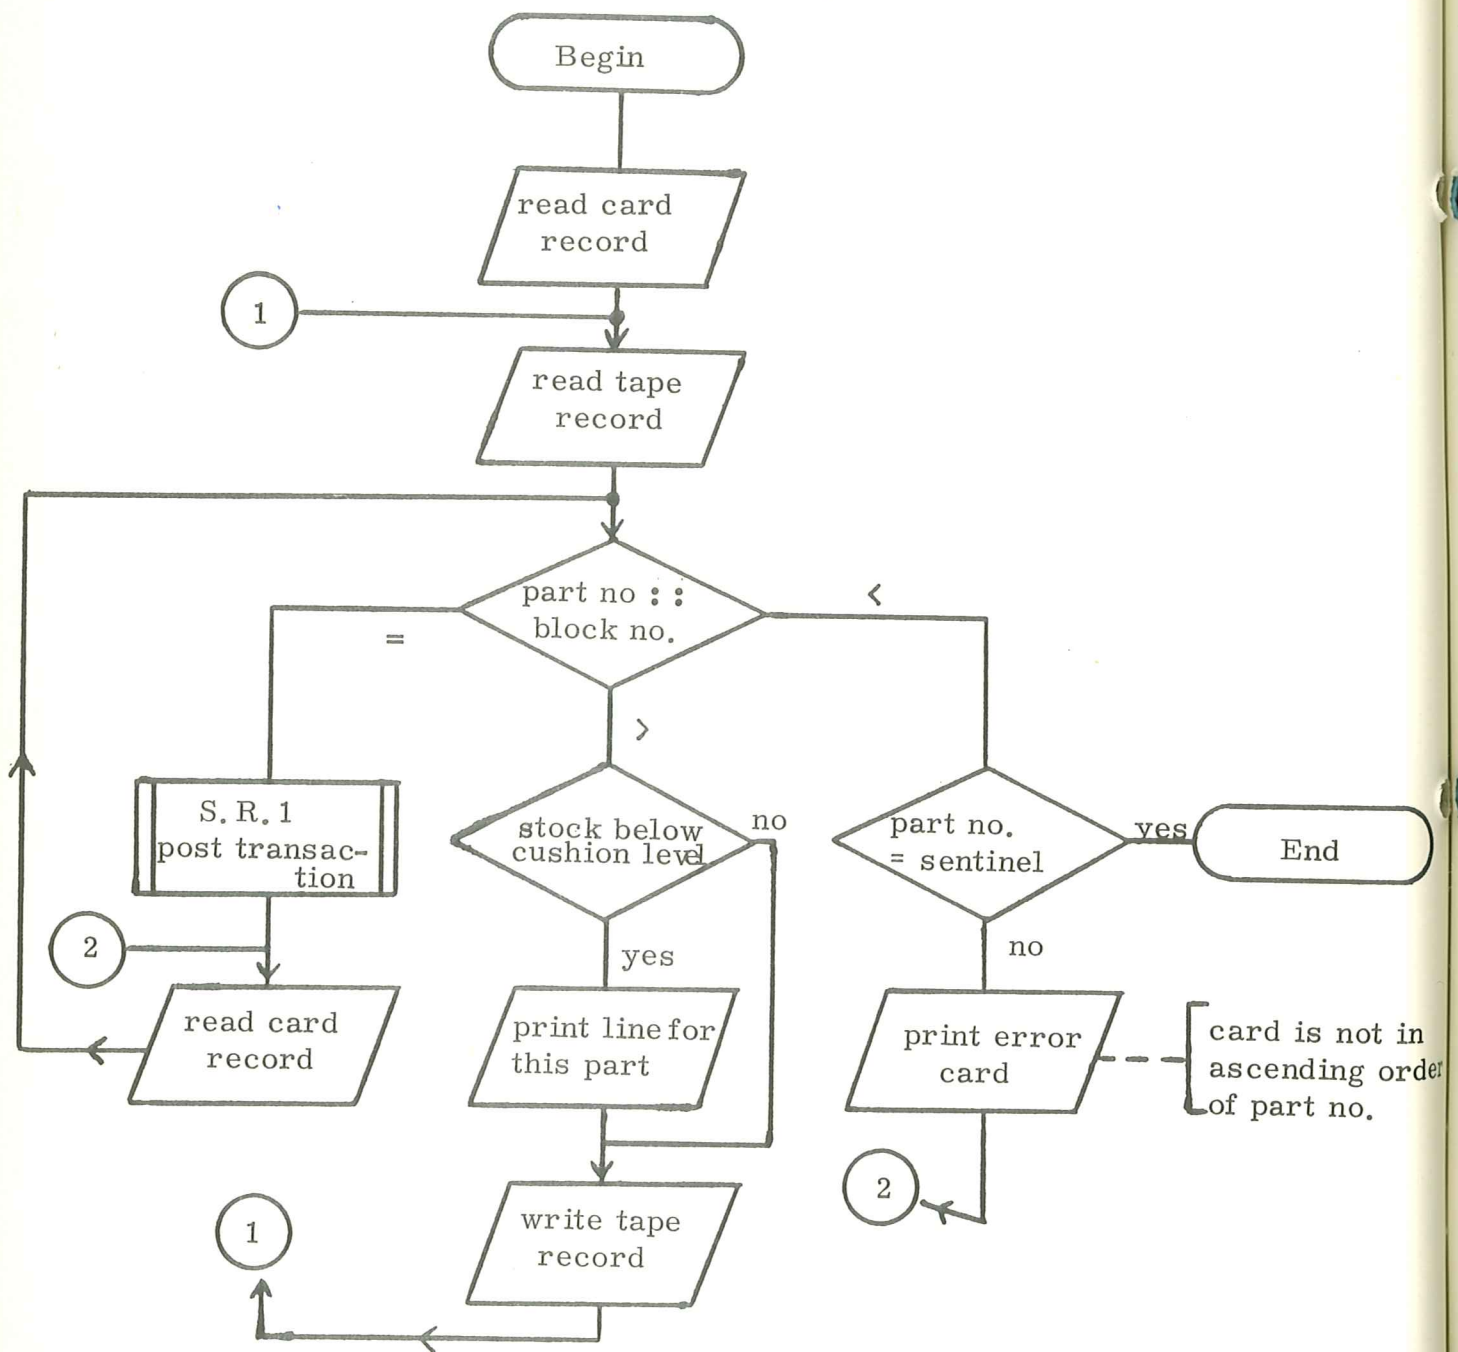 Begin
read card
record
1
read tape
record
part no : :
block no.
<
=
>
S. R. 1
post transac-
tion
stock below
cushion level
no
part no.
= sentinel
yes
End
2
yes
no
read card
record
print line for
this part
print error
card
card is not in
ascending order
of part no.
2
write tape
record
1